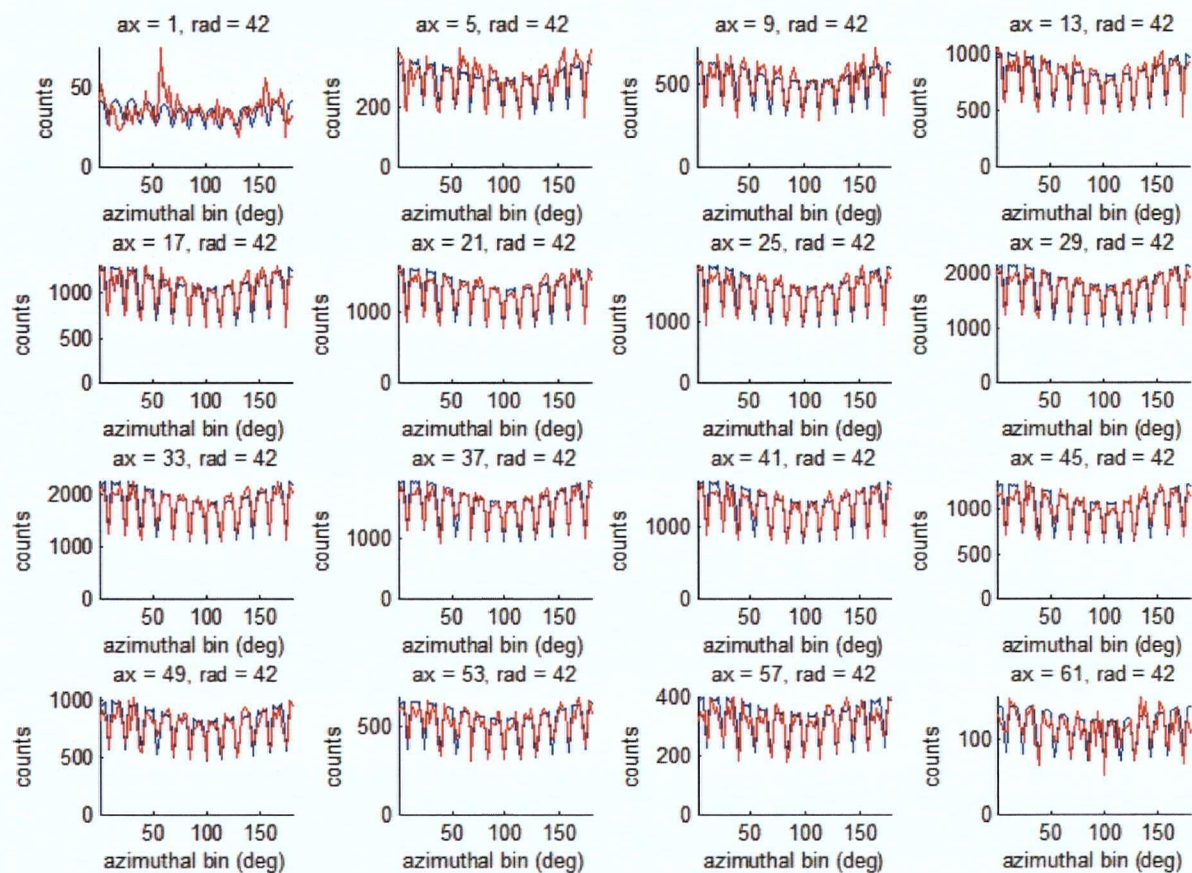 ax = 1, rad = 42
ax = 5, rad = 42
ax = 9, rad = 42
ax = 13, rad = 42
counts
50
0
50 100 150
azimuthal bin (deg)
counts
200
0
50 100 150
azimuthal bin (deg)
counts
500
0
50 100 150
azimuthal bin (deg)
counts
1000
500
0
50 100 150
azimuthal bin (deg)
ax = 17, rad = 42
ax = 21, rad = 42
ax = 25, rad = 42
ax = 29, rad = 42
counts
1000
500
0
50 100 150
azimuthal bin (deg)
counts
1000
0
50 100 150
azimuthal bin (deg)
counts
1000
0
50 100 150
azimuthal bin (deg)
counts
2000
1000
0
50 100 150
azimuthal bin (deg)
ax = 33, rad = 42
ax = 37, rad = 42
ax = 41, rad = 42
ax = 45, rad = 42
counts
2000
1000
0
50 100 150
azimuthal bin (deg)
counts
1000
0
50 100 150
azimuthal bin (deg)
counts
1000
0
50 100 150
azimuthal bin (deg)
counts
1000
500
0
50 100 150
azimuthal bin (deg)
ax = 49, rad = 42
ax = 53, rad = 42
ax = 57, rad = 42
ax = 61, rad = 42
counts
1000
500
0
50 100 150
azimuthal bin (deg)
counts
500
0
50 100 150
azimuthal bin (deg)
counts
400
200
0
50 100 150
azimuthal bin (deg)
counts
100
0
50 100 150
azimuthal bin (deg)